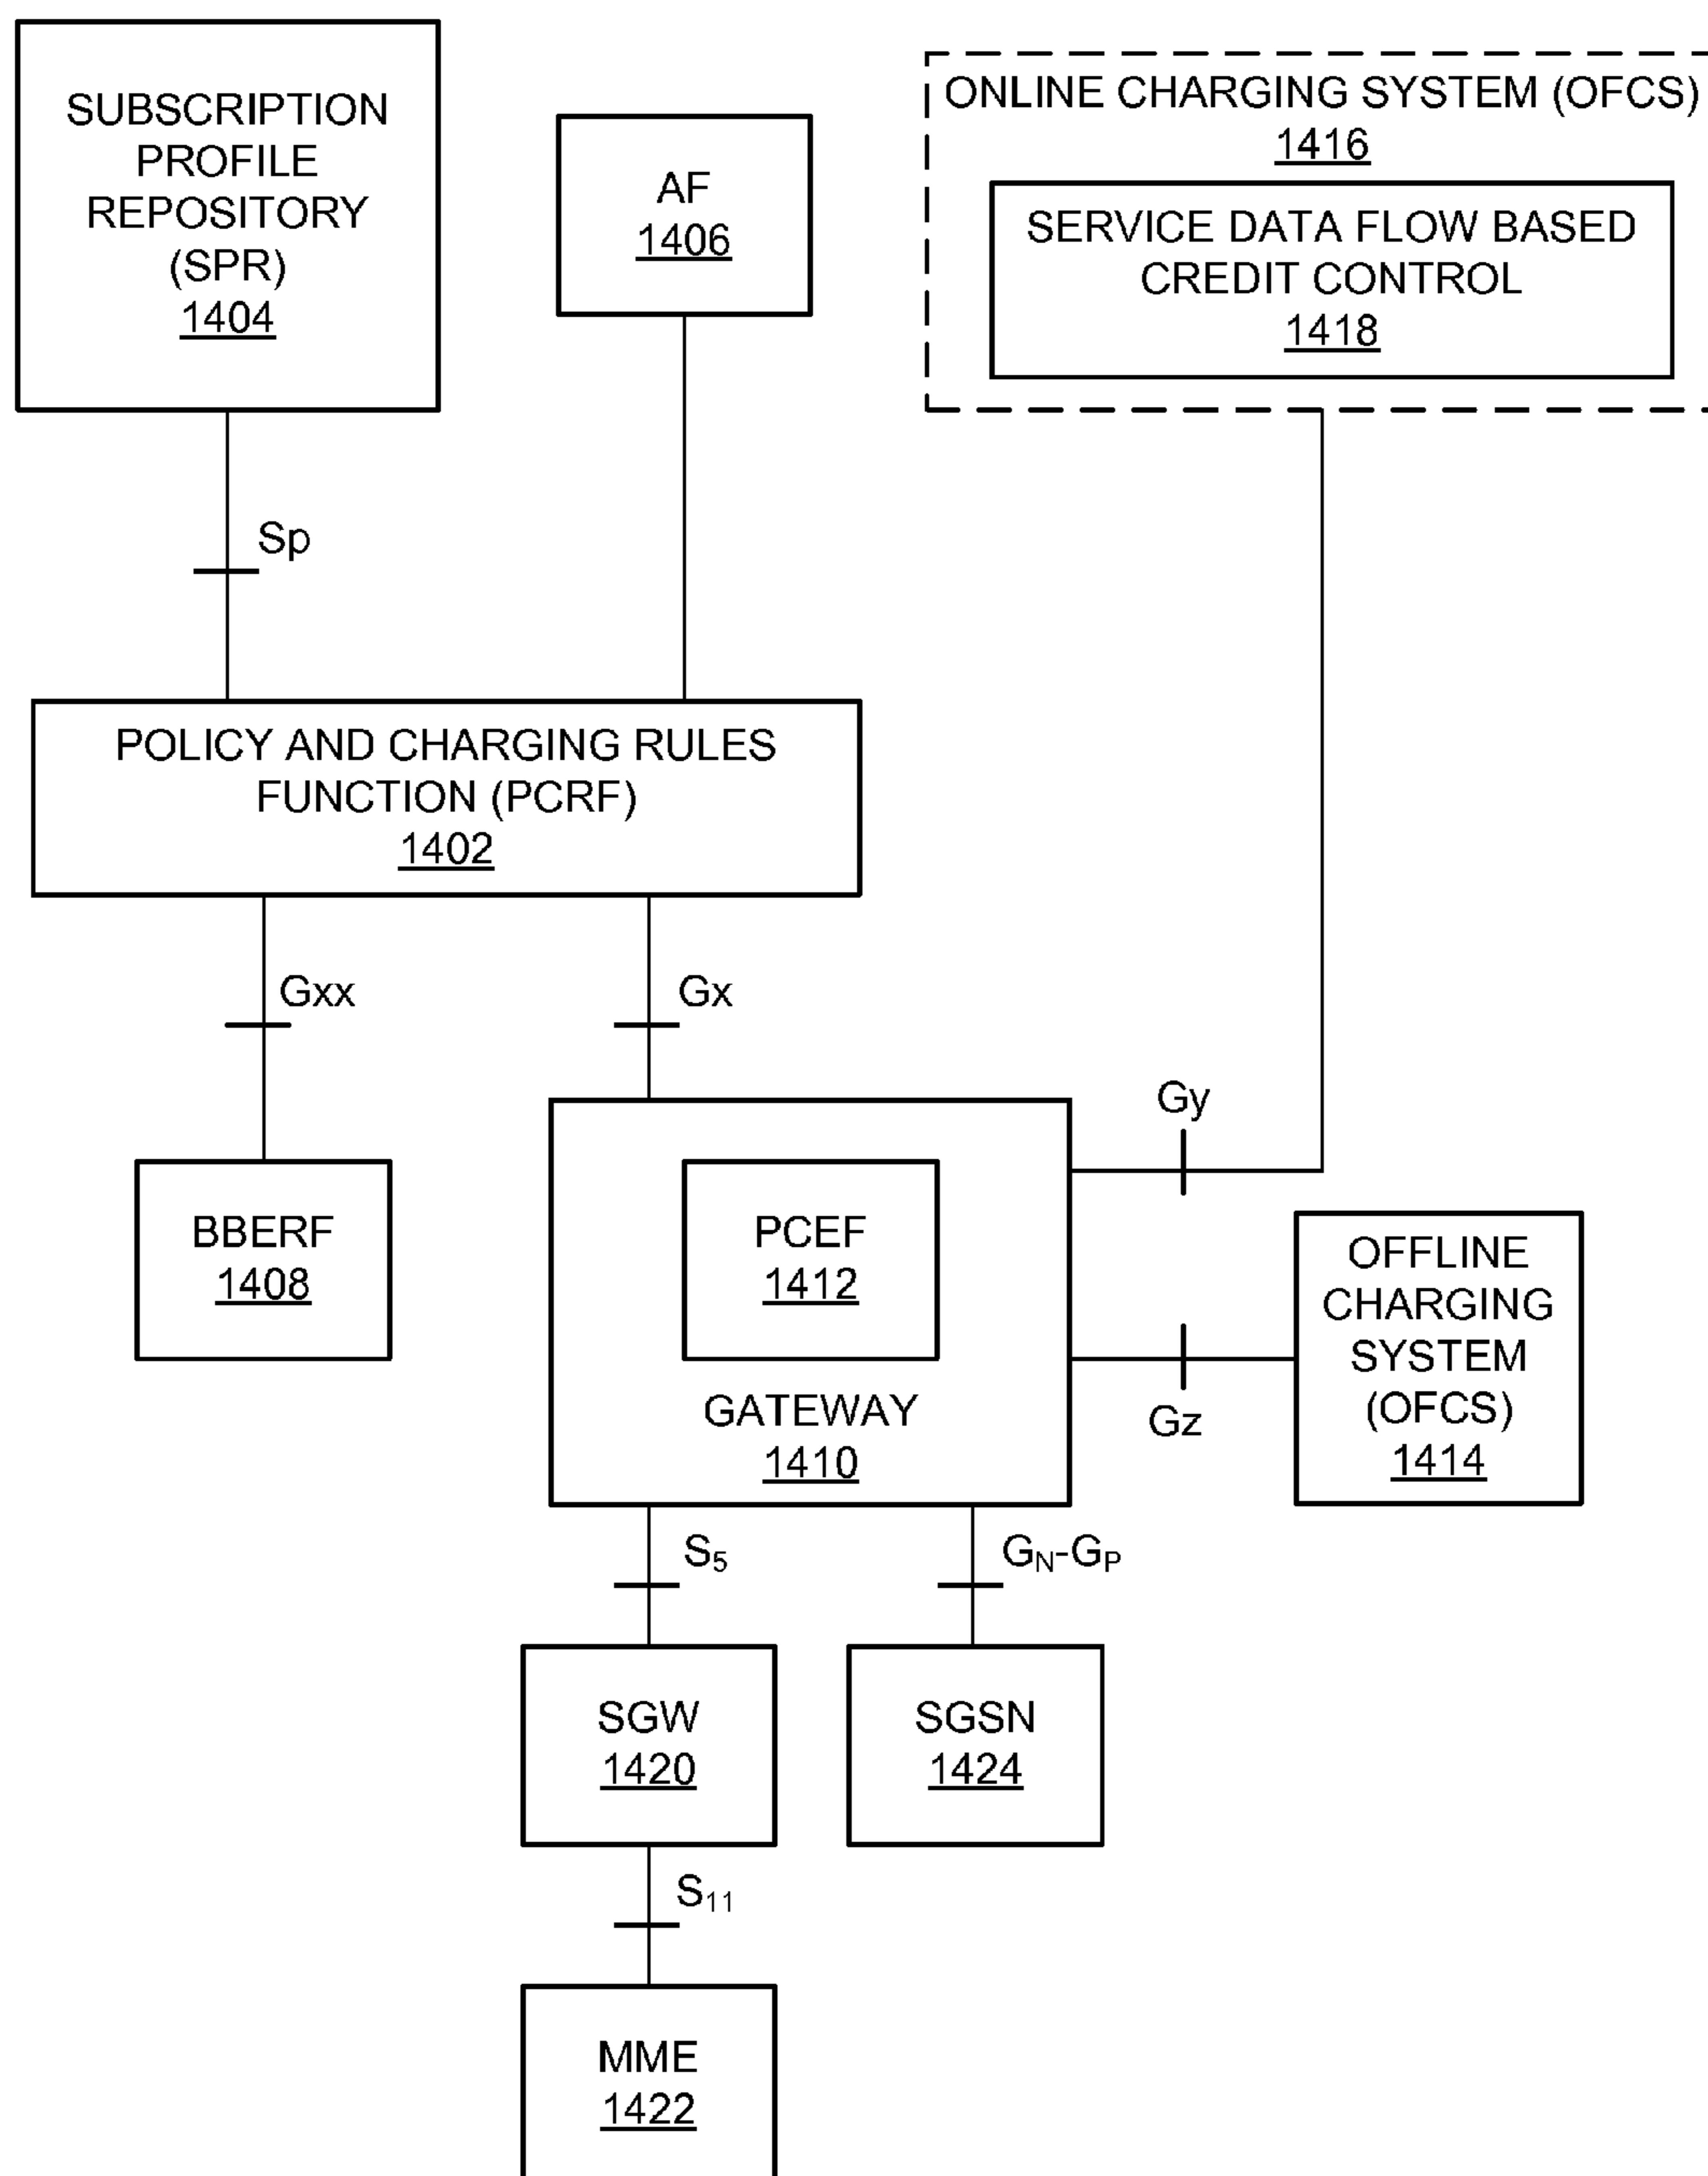 SUBSCRIPTION
PROFILE
REPOSITORY
(SPR)
1404
AF
1406
ONLINE CHARGING SYSTEM (OFCS)
1416
SERVICE DATA FLOW BASED
CREDIT CONTROL
1418
Sp
POLICY AND CHARGING RULES
FUNCTION (PCRF)
1402
Gxx
Gx
Gy
BBERF
1408
PCEF
1412
GATEWAY
1410
OFFLINE
CHARGING
SYSTEM
(OFCS)
1414
Gz
S5
GN-GP
SGW
1420
SGSN
1424
S11
MME
1422